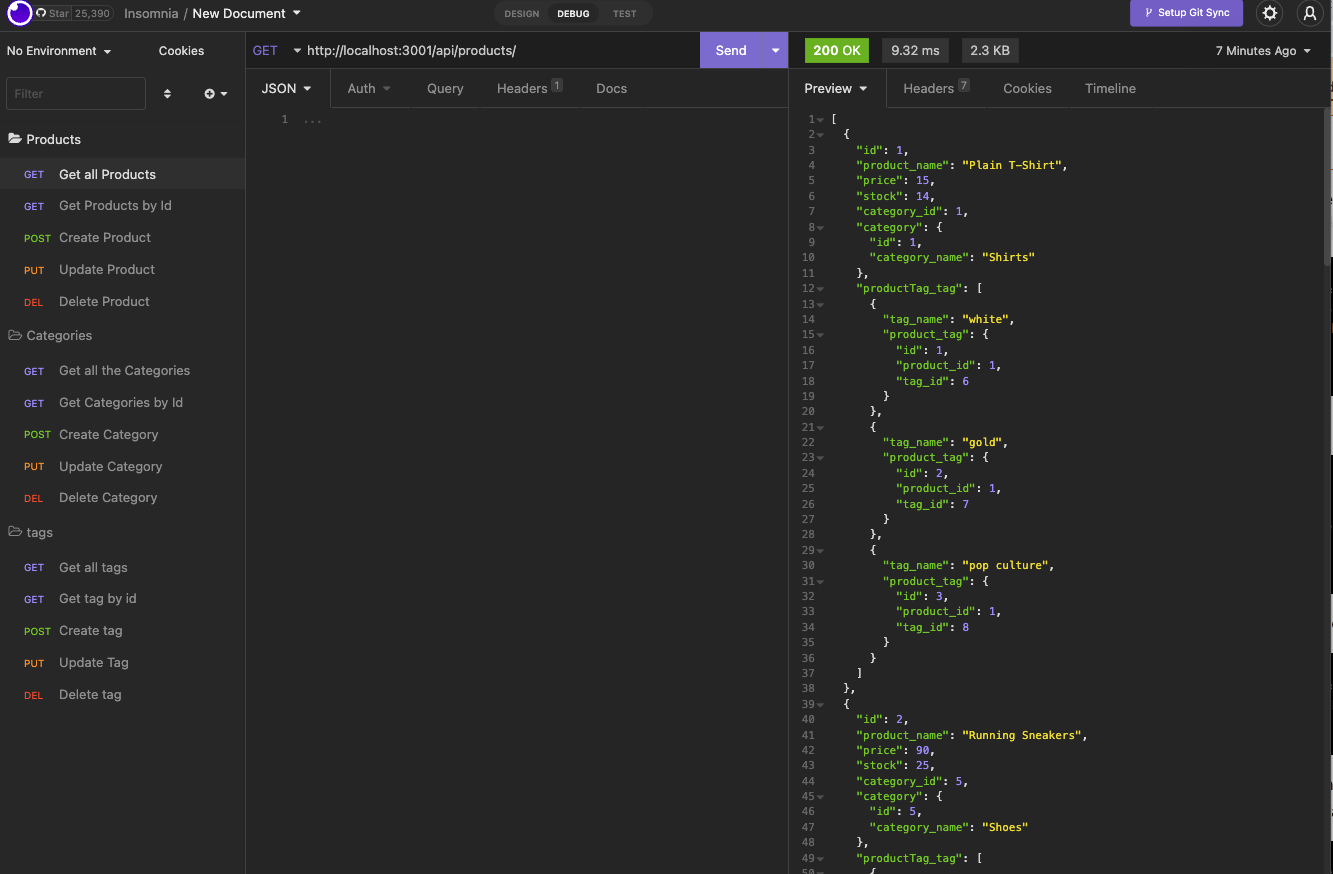 Star 25,390 Insomnia / New Document DESIGN DEBUG TEST Setup Git Sync
No Environment Cookies
Filter
Products
GET Get all Products
GET Get Products by Id
POST Create Product
PUT Update Product
DEL Delete Product
Categories
GET Get all the Categories
GET Get Categories by Id
POST Create Category
PUT Update Category
DEL Delete Category
tags
GET Get all tags
GET Get tag by id
POST Create tag
PUT Update Tag
DEL Delete tag
GET http://localhost:3001/api/products/ Send
JSON Auth Query Headers 1 Docs
1 ...
200 OK 9.32 ms 2.3 KB 7 Minutes Ago
Preview Headers 7 Cookies Timeline
1 [
2 {
3 "id": 1,
4 "product_name": "Plain T-Shirt",
5 "price": 15,
6 "stock": 14,
7 "category_id": 1,
8 "category": {
9 "id": 1,
10 "category_name": "Shirts"
11 },
12 "productTag_tag": [
13 {
14 "tag_name": "white",
15 "product_tag": {
16 "id": 1,
17 "product_id": 1,
18 "tag_id": 6
19 }
20 },
21 {
22 "tag_name": "gold",
23 "product_tag": {
24 "id": 2,
25 "product_id": 1,
26 "tag_id": 7
27 }
28 },
29 {
30 "tag_name": "pop culture",
31 "product_tag": {
32 "id": 3,
33 "product_id": 1,
34 "tag_id": 8
35 }
36 }
37 ]
38 },
39 {
40 "id": 2,
41 "product_name": "Running Sneakers",
42 "price": 90,
43 "stock": 25,
44 "category_id": 5,
45 "category": {
46 "id": 5,
47 "category_name": "Shoes"
48 },
49 "productTag_tag": [
50 {